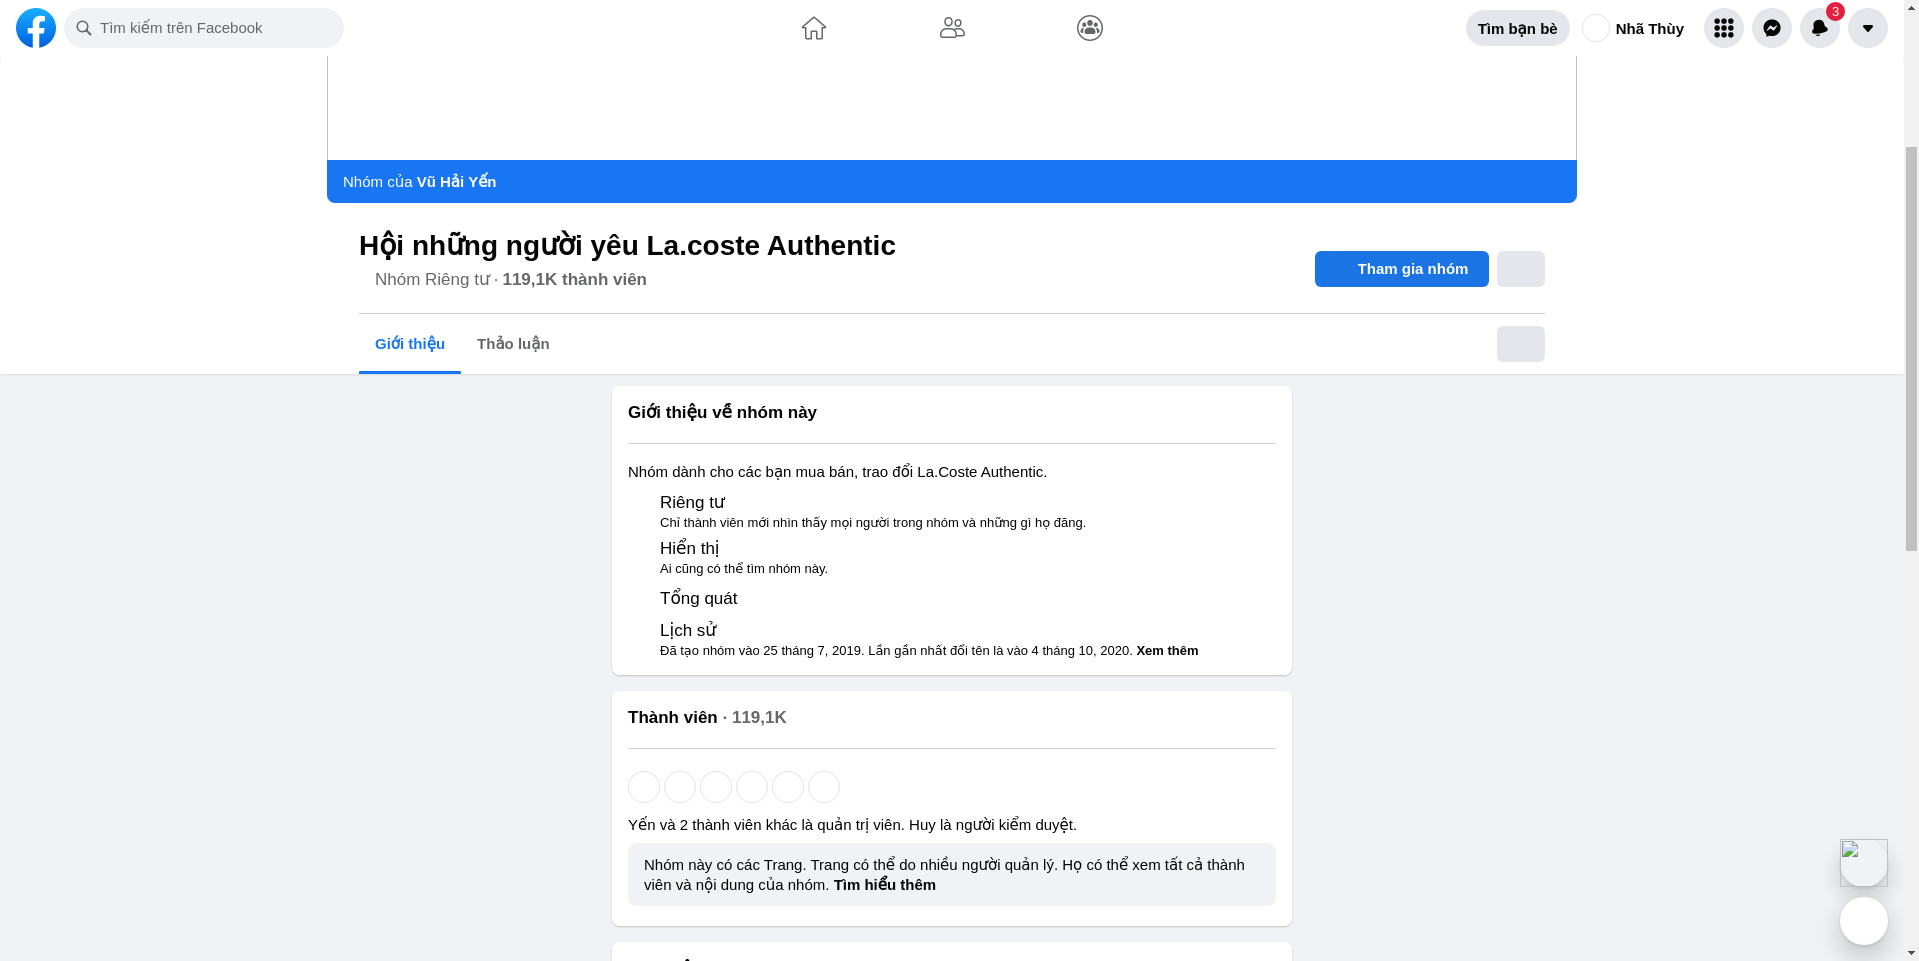 Tìm kiếm trên Facebook
Tìm bạn bè
Nhã Thùy
3
Nhóm của Vũ Hải Yến
Hội những người yêu La.coste Authentic
Nhóm Riêng tư · 119,1K thành viên
Tham gia nhóm
Giới thiệu
Thảo luận
Giới thiệu về nhóm này
Nhóm dành cho các bạn mua bán, trao đổi La.Coste Authentic.
Riêng tư
Chỉ thành viên mới nhìn thấy mọi người trong nhóm và những gì họ đăng.
Hiển thị
Ai cũng có thể tìm nhóm này.
Tổng quát
Lịch sử
Đã tạo nhóm vào 25 tháng 7, 2019. Lần gần nhất đổi tên là vào 4 tháng 10, 2020. Xem thêm
Thành viên · 119,1K
Yến và 2 thành viên khác là quản trị viên. Huy là người kiểm duyệt.
Nhóm này có các Trang. Trang có thể do nhiều người quản lý. Họ có thể xem tất cả thành
viên và nội dung của nhóm. Tìm hiểu thêm